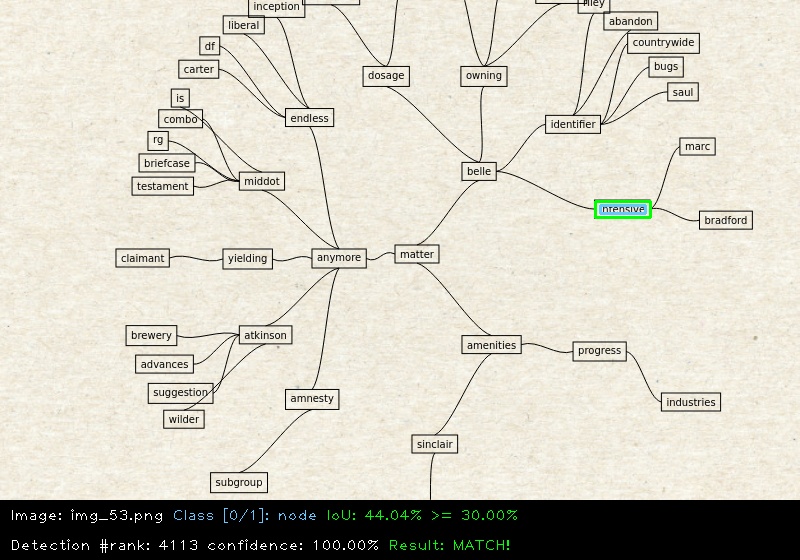 inception
liberal
abandon
df
countrywide
carter
dosage
owning
bugs
is
saul
combo
endless
identifier
rg
marc
briefcase
belle
testament
middot
bradford
claimant
yielding
anymore
matter
brewery
atkinson
amenities
progress
advances
suggestion
amnesty
industries
wilder
sinclair
subgroup
Image: img_53.png Class [0/1]: node IoU: 44.04% >= 30.00%
Detection #rank: 4113 confidence: 100.00% Result: MATCH!